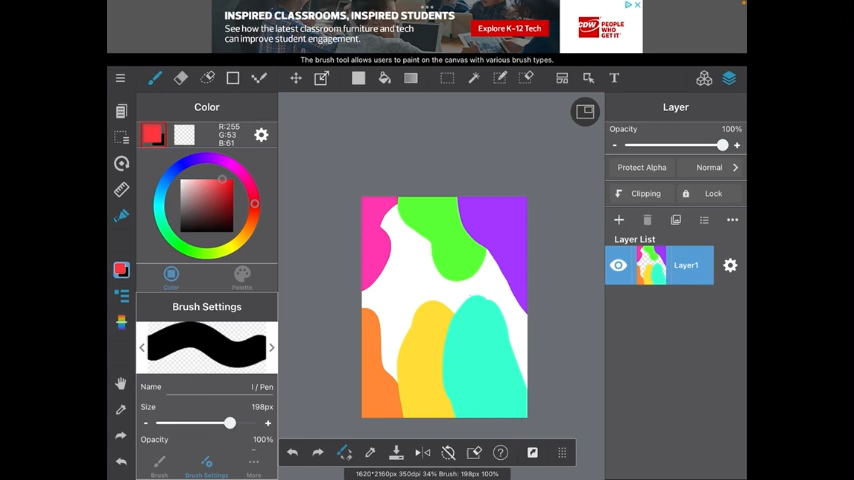 INSPIRED CLASSROOMS, INSPIRED STUDENTS
See how the latest classroom furniture and tech
can improve student engagement.
Explore K–12 Tech
CDW
PEOPLE
WHO
GET IT
The brush tool allows users to paint on the canvas with various brush types.
T
Color
R:255
G:53
B:61
Color
Palette
Brush Settings
Name
/ Pen
Size
198px
Opacity
100%
Brush
Brush Settings
More
Layer
Opacity
100%
Protect Alpha
Normal
Clipping
Lock
Layer List
Layer1
1620*2160px 350dpi 34% Brush: 198px 100%